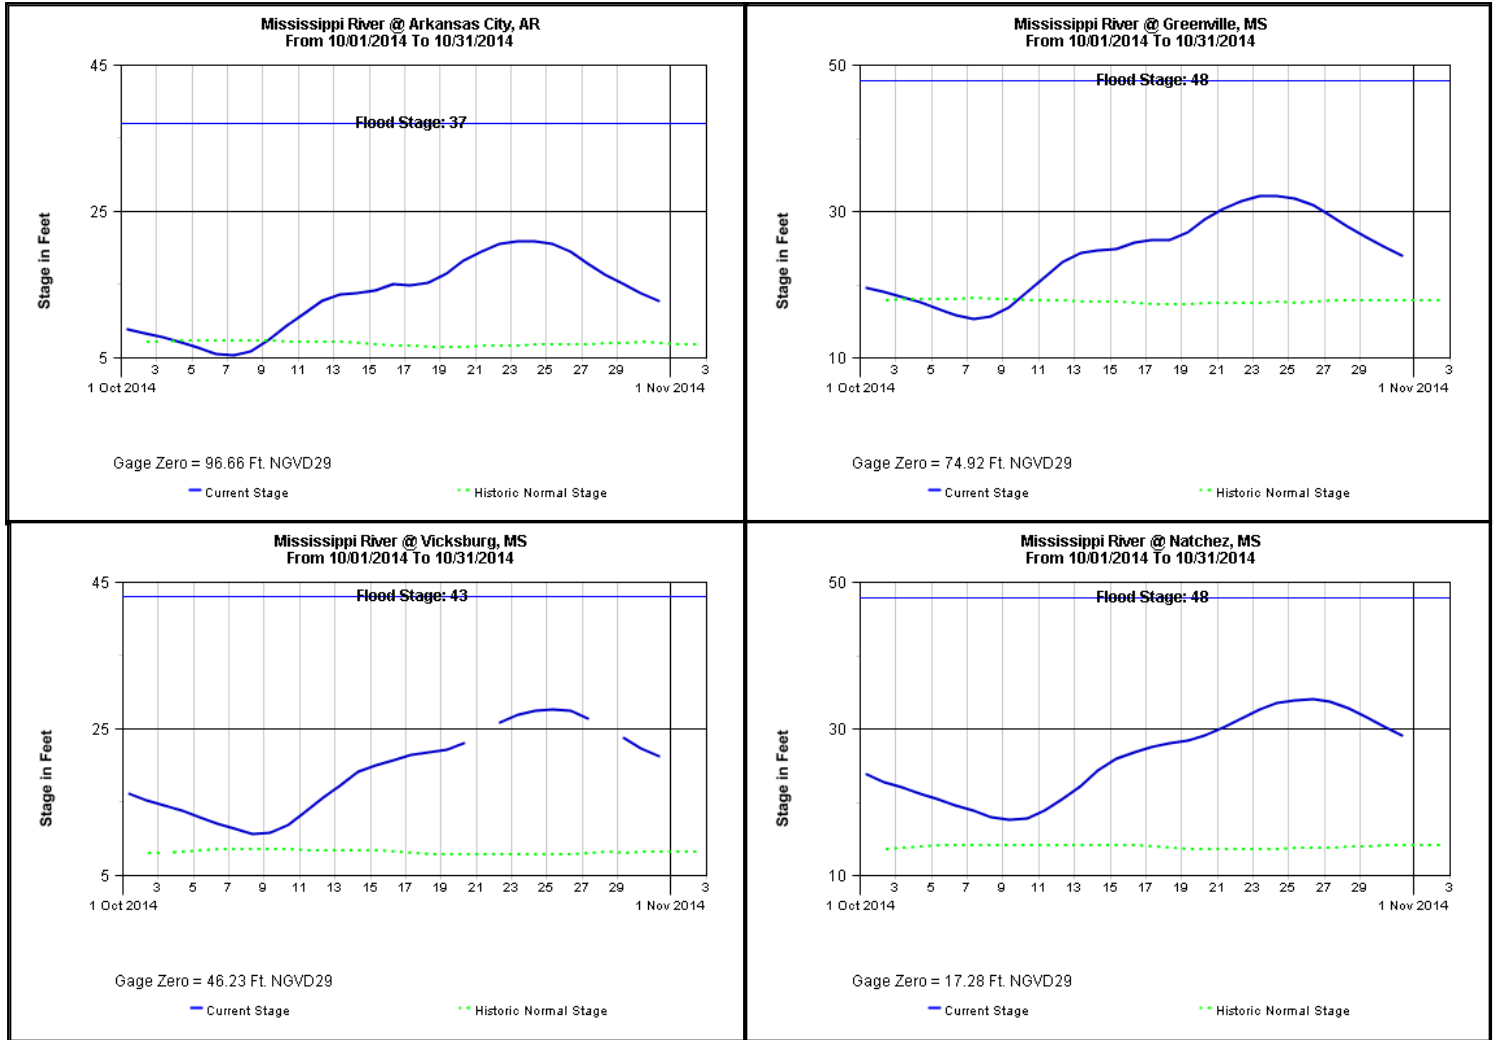 Mississippi River @ Arkansas City, AR
From 10/01/2014 To 10/31/2014
45
Flood Stage: 37
25
Stage in Feet
5
3 5 7 9 11 13 15 17 19 21 23 25 27 29 3
1 Oct 2014 1 Nov 2014
Gage Zero = 96.66 Ft. NGVD29
Current Stage Historic Normal Stage
Mississippi River @ Greenville, MS
From 10/01/2014 To 10/31/2014
50
Flood Stage: 48
30
Stage in Feet
10
3 5 7 9 11 13 15 17 19 21 23 25 27 29 3
1 Oct 2014 1 Nov 2014
Gage Zero = 74.92 Ft. NGVD29
Current Stage Historic Normal Stage
Mississippi River @ Vicksburg, MS
From 10/01/2014 To 10/31/2014
45
Flood Stage: 43
25
Stage in Feet
5
3 5 7 9 11 13 15 17 19 21 23 25 27 29 3
1 Oct 2014 1 Nov 2014
Gage Zero = 46.23 Ft. NGVD29
Current Stage Historic Normal Stage
Mississippi River @ Natchez, MS
From 10/01/2014 To 10/31/2014
50
Flood Stage: 48
30
Stage in Feet
10
3 5 7 9 11 13 15 17 19 21 23 25 27 29 3
1 Oct 2014 1 Nov 2014
Gage Zero = 17.28 Ft. NGVD29
Current Stage Historic Normal Stage